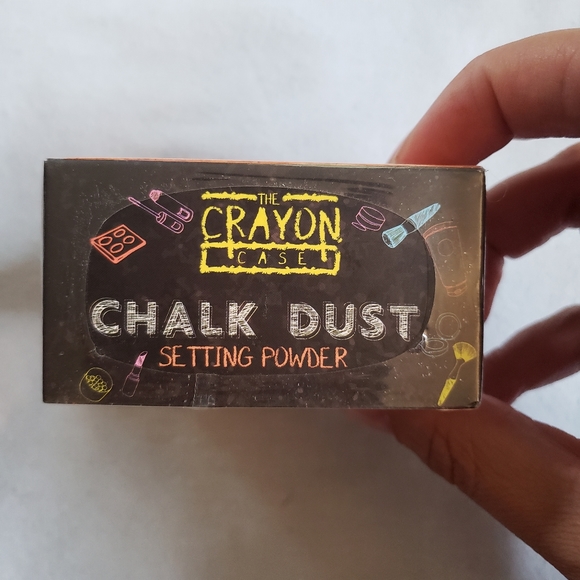 THE
CRAYON
CASE
CHALK DUST
SETTING POWDER